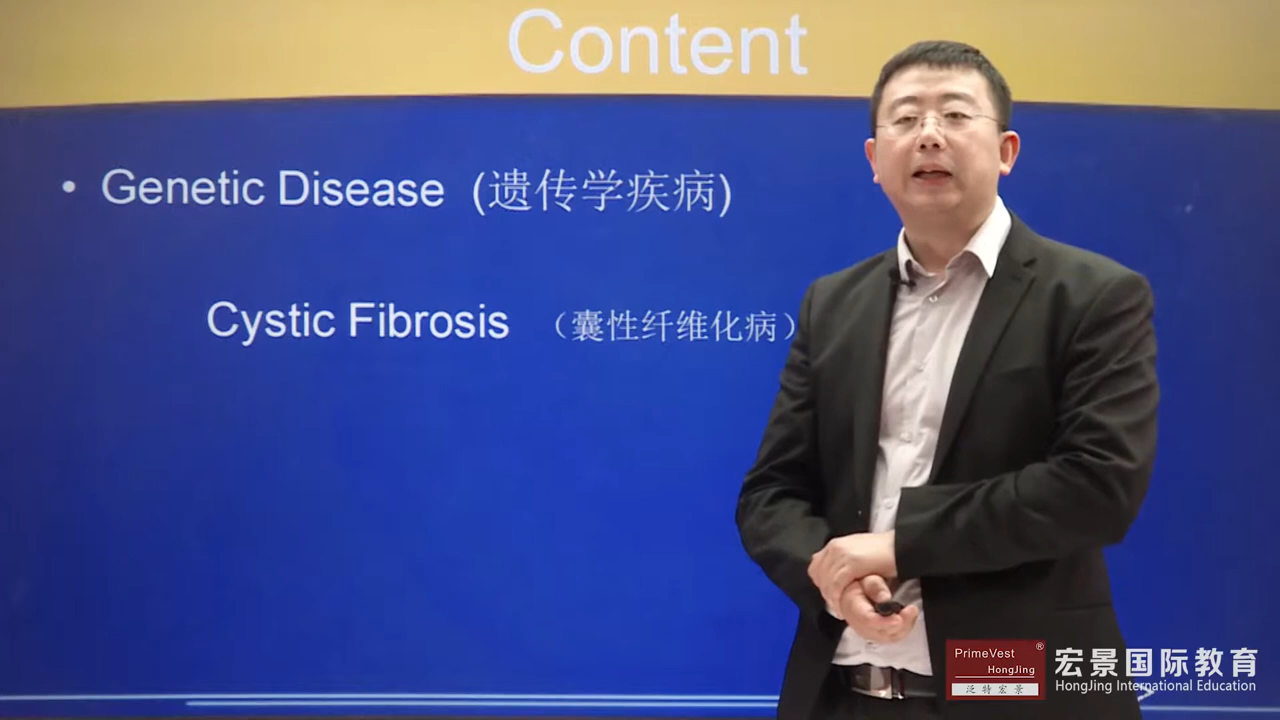 Content
• Genetic Disease (遗传学疾病)
Cystic Fibrosis （囊性纤维化病）
PrimeVest ®
HongJing
泛特宏景
宏景国际教育
HongJing International Education